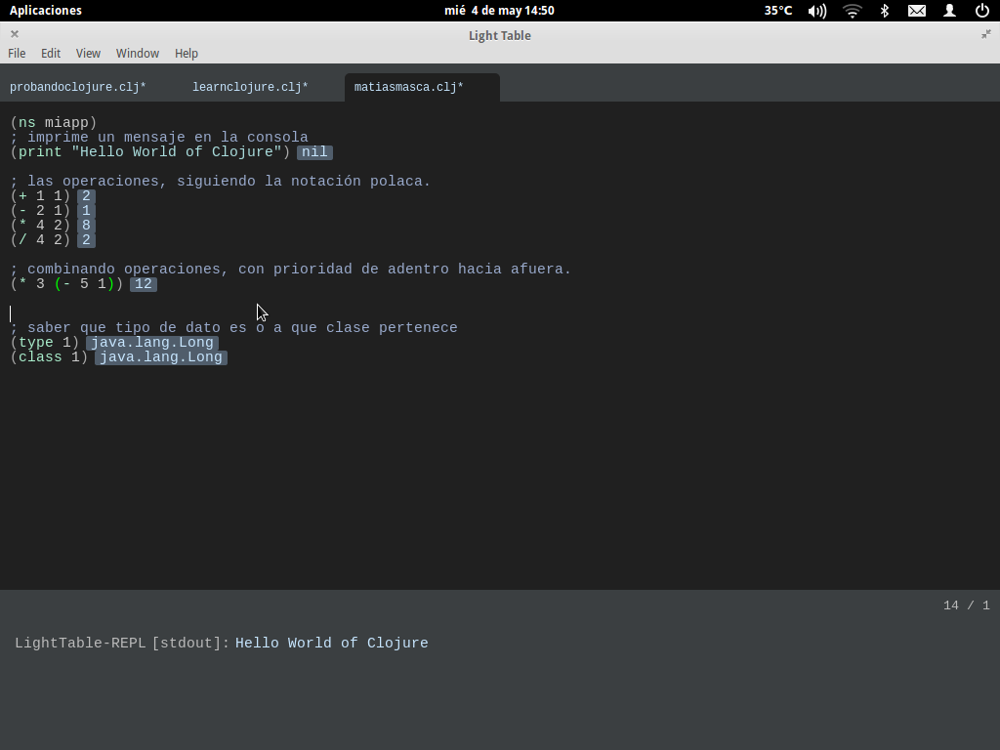 Aplicaciones mié 4 de may 14:50 35°C
Light Table
File Edit View Window Help
probandoclojure.clj* learnclojure.clj* matiasmasca.clj*
(ns miapp)
; imprime un mensaje en la consola
(print "Hello World of Clojure") nil
; las operaciones, siguiendo la notación polaca.
(+ 1 1) 2
(- 2 1) 1
(* 4 2) 8
(/ 4 2) 2
; combinando operaciones, con prioridad de adentro hacia afuera.
(* 3 (- 5 1)) 12
; saber que tipo de dato es o a que clase pertenece
(type 1) java.lang.Long
(class 1) java.lang.Long
14 / 1
LightTable-REPL [stdout]: Hello World of Clojure